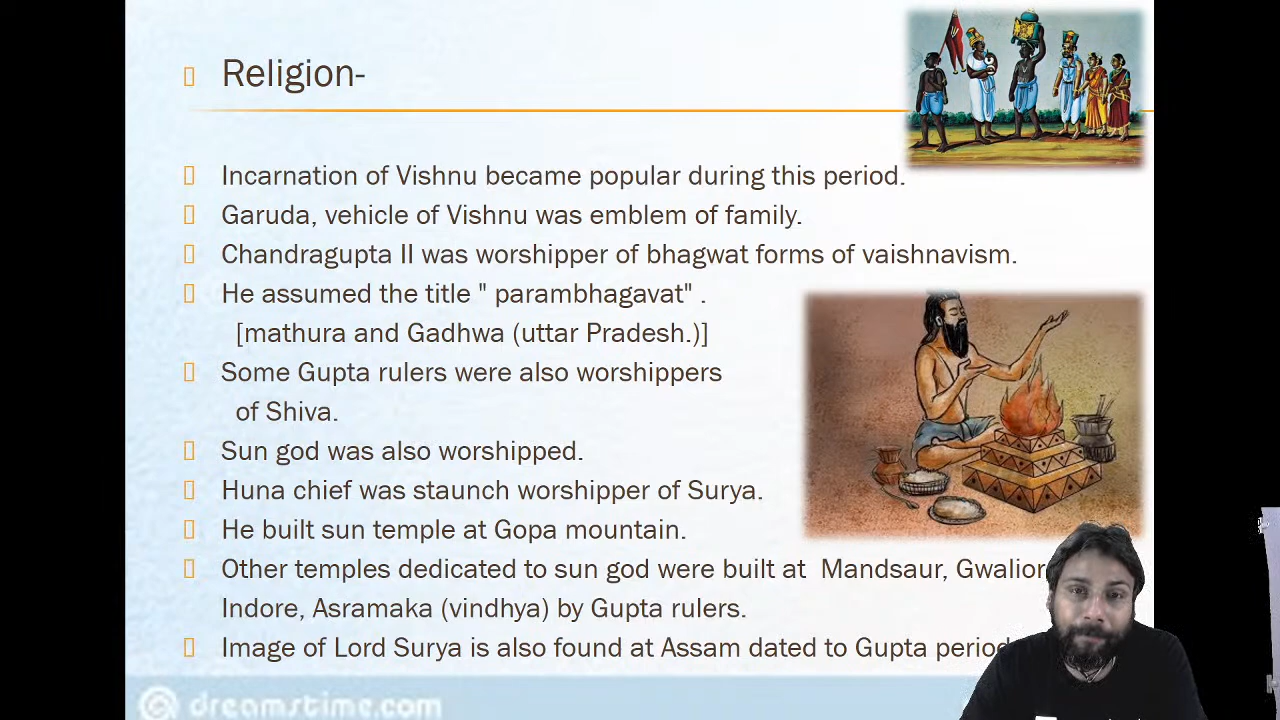 Religion-
Incarnation of Vishnu became popular during this period.
Garuda, vehicle of Vishnu was emblem of family.
Chandragupta II was worshipper of bhagwat forms of vaishnavism.
He assumed the title " parambhagavat" .
[mathura and Gadhwa (uttar Pradesh.)]
Some Gupta rulers were also worshippers
of Shiva.
Sun god was also worshipped.
Huna chief was staunch worshipper of Surya.
He built sun temple at Gopa mountain.
Other temples dedicated to sun god were built at Mandsaur, Gwalior
Indore, Asramaka (vindhya) by Gupta rulers.
Image of Lord Surya is also found at Assam dated to Gupta period
dreamstime.com